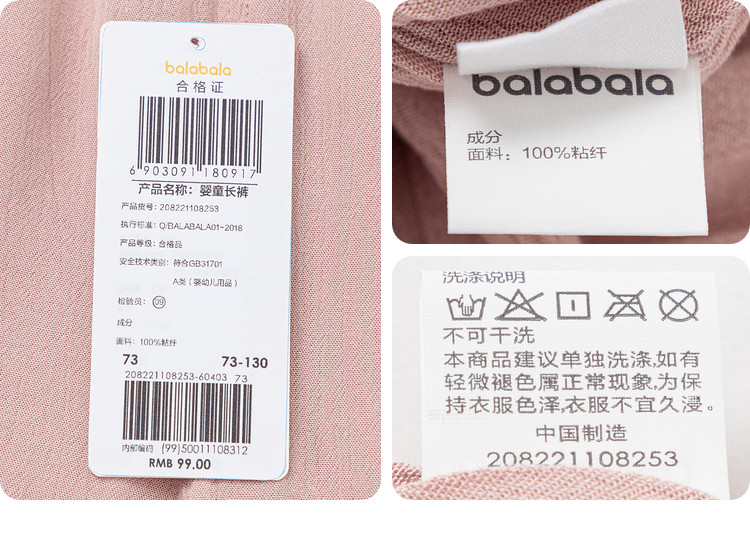 balabala
合格证
6 903091 180917
产品名称：婴童长裤
产品货号：208221108253
执行标准：Q/BALABALA01-2018
产品等级：合格品
安全技术类别：符合GB31701
A类（婴幼儿用品）
检验员：09
成分
面料：100%粘纤
73 73-130
208221108253-60403 73
内部编码 (99)50011108312
RMB 99.00
balabala
成分
面料：100%粘纤
洗涤说明
不可干洗
本商品建议单独洗涤,如有
轻微褪色属正常现象,为保
持衣服色泽,衣服不宜久浸。
中国制造
208221108253